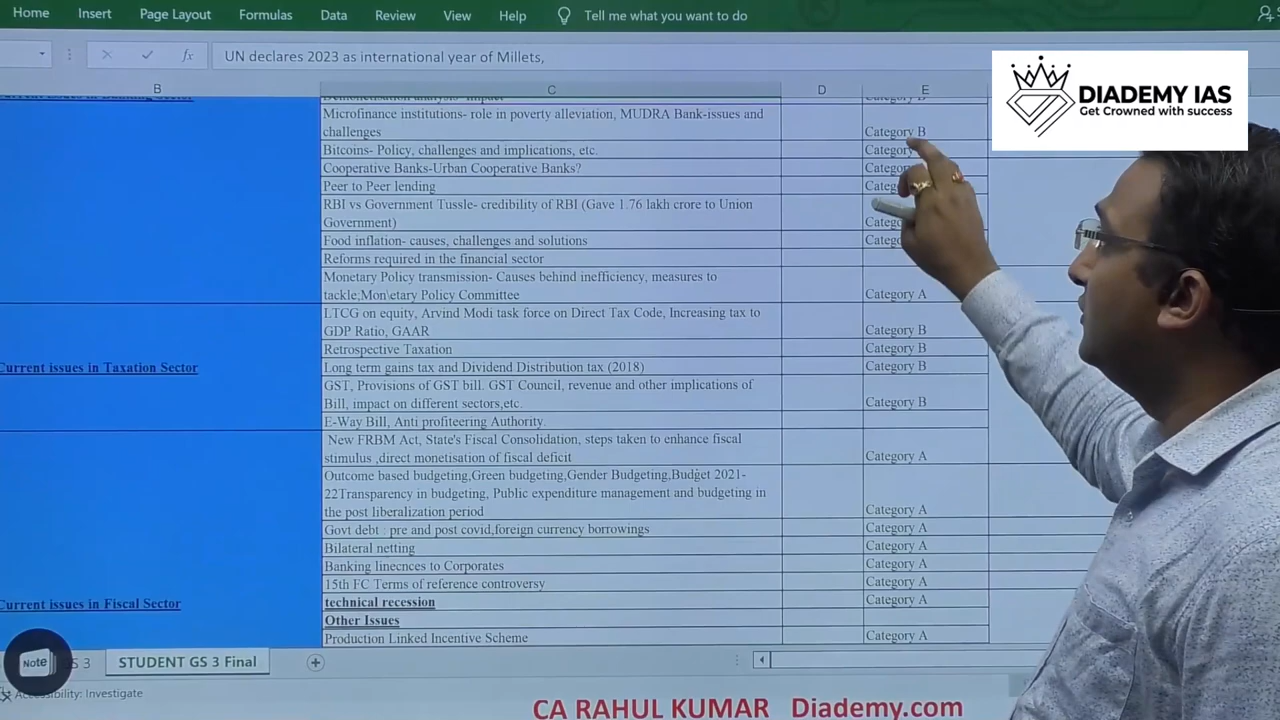 Home Insert Page Layout Formulas Data Review View Help Tell me what you want to do
fx UN declares 2023 as international year of Millets,
DIADEMY IAS
Get Crowned with success
B C D E
Microfinance institutions- role in poverty alleviation, MUDRA Bank-issues and
challenges Category B
Bitcoins- Policy, challenges and implications, etc.
Cooperative Banks-Urban Cooperative Banks?
Peer to Peer lending
RBI vs Government Tussle- credibility of RBI (Gave 1.76 lakh crore to Union
Government)
Food inflation- causes, challenges and solutions
Reforms required in the financial sector
Monetary Policy transmission- Causes behind inefficiency, measures to
tackle,Mon\etary Policy Committee Category A
LTCG on equity, Arvind Modi task force on Direct Tax Code, Increasing tax to
GDP Ratio, GAAR Category B
Retrospective Taxation Category B
Current issues in Taxation Sector Long term gains tax and Dividend Distribution tax (2018) Category B
GST, Provisions of GST bill. GST Council, revenue and other implications of
Bill, impact on different sectors,etc. Category B
E-Way Bill, Anti profiteering Authority.
New FRBM Act, State's Fiscal Consolidation, steps taken to enhance fiscal
stimulus ,direct monetisation of fiscal deficit Category A
Outcome based budgeting,Green budgeting,Gender Budgeting,Budget 2021-
22Transparency in budgeting, Public expenditure management and budgeting in
the post liberalization period Category A
Govt debt : pre and post covid,foreign currency borrowings Category A
Bilateral netting Category A
Banking linecnces to Corporates Category A
15th FC Terms of reference controversy Category A
Current issues in Fiscal Sector technical recession Category A
Other Issues
Production Linked Incentive Scheme Category A
Note S 3 STUDENT GS 3 Final
Accessibility: Investigate
CA RAHUL KUMAR Diademy.com